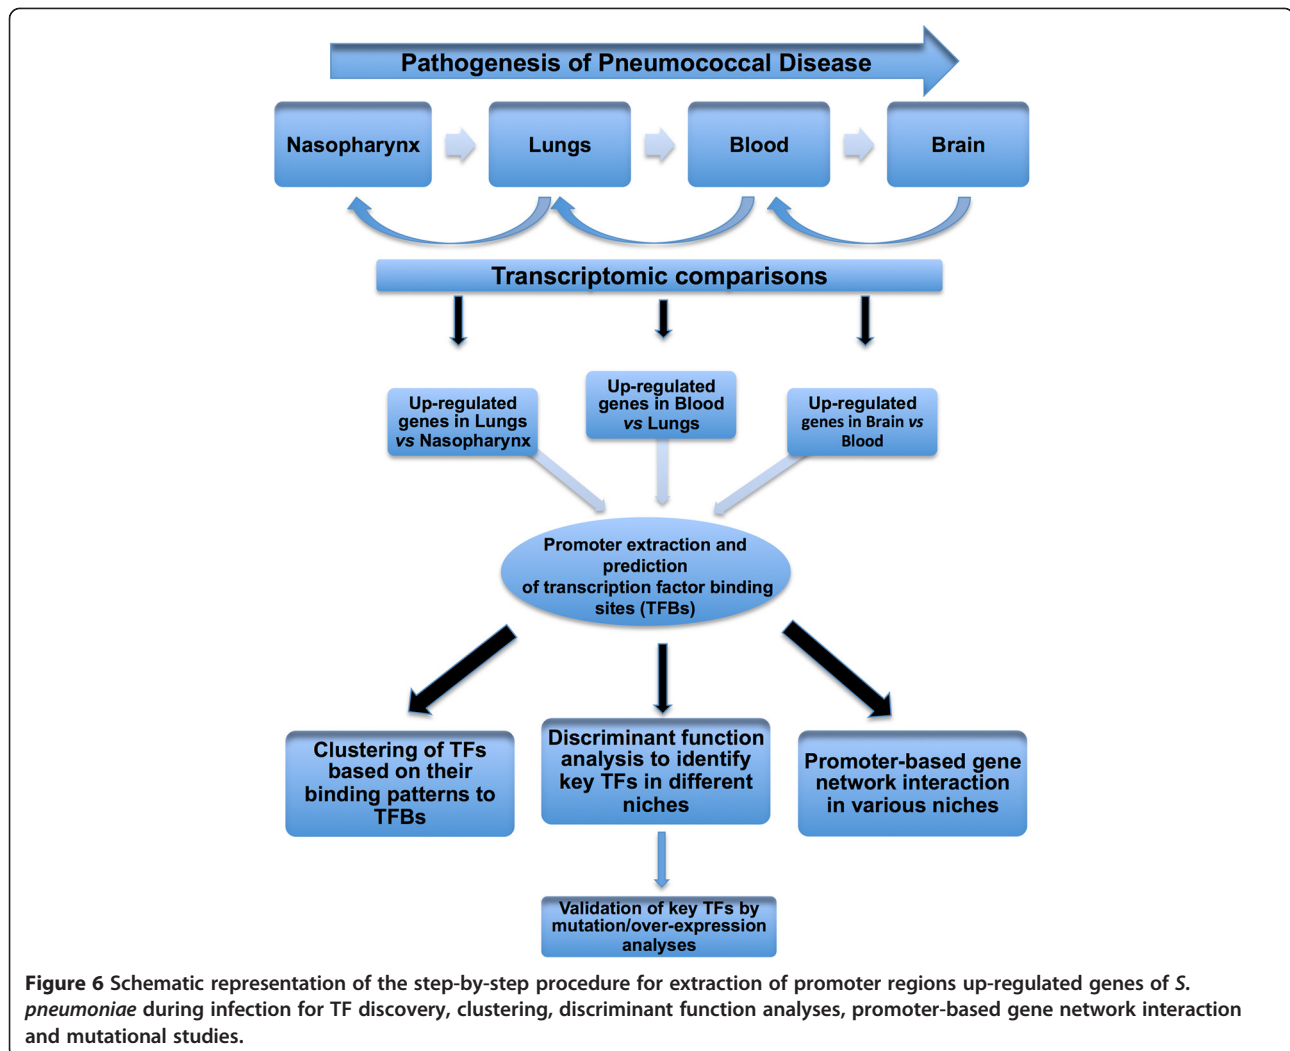 Pathogenesis of Pneumococcal Disease
Nasopharynx
Lungs
Blood
Brain
Transcriptomic comparisons
Up-regulated
genes in Lungs
vs Nasopharynx
Up-regulated
genes in Blood
vs Lungs
Up-regulated
genes in Brain vs
Blood
Promoter extraction and
prediction
of transcription factor binding
sites (TFBs)
Clustering of TFs
based on their
binding patterns to
TFBs
Discriminant function
analysis to identify
key TFs in different
niches
Promoter-based gene
network interaction
in various niches
Validation of key TFs by
mutation/over-expression
analyses
Figure 6 Schematic representation of the step-by-step procedure for extraction of promoter regions up-regulated genes of S.
pneumoniae during infection for TF discovery, clustering, discriminant function analyses, promoter-based gene network interaction
and mutational studies.